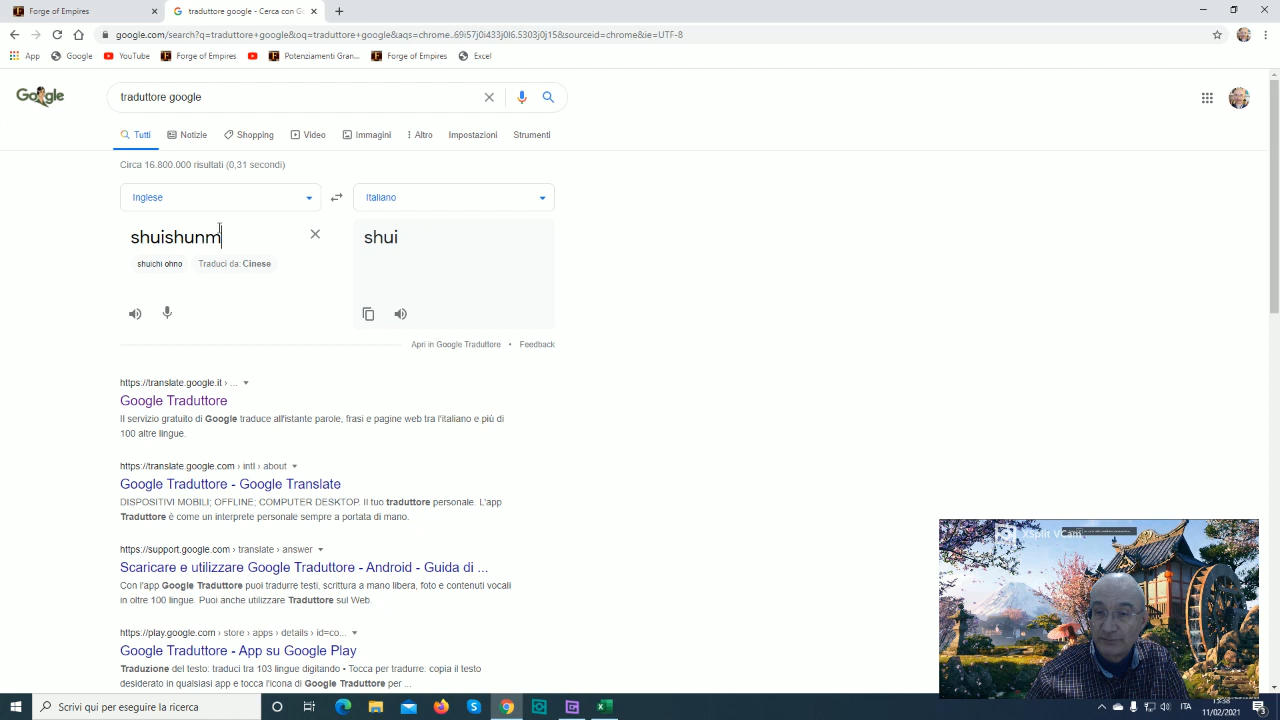 Forge of Empires
traduttore google - Cerca con Go
google.com/search?q=traduttore+google&oq=traduttore+google&aqs=chrome..69i57j0i433j0l6.5303j0j15&sourceid=chrome&ie=UTF-8
App Google YouTube Forge of Empires Potenziamenti Gran... Forge of Empires Excel
Google traduttore google
Tutti Notizie Shopping Video Immagini Altro Impostazioni Strumenti
Circa 16.800.000 risultati (0,31 secondi)
Inglese Italiano
shuishunm shui
shuichi ohno Traduci da: Cinese
Apri in Google Traduttore • Feedback
https://translate.google.it › ...
Google Traduttore
Il servizio gratuito di Google traduce all'istante parole, frasi e pagine web tra l'italiano e più di
100 altre lingue.
https://translate.google.com › intl › about
Google Traduttore - Google Translate
DISPOSITIVI MOBILI; OFFLINE; COMPUTER DESKTOP. Il tuo traduttore personale. L'app
Traduttore è come un interprete personale sempre a portata di mano.
https://support.google.com › translate › answer
Scaricare e utilizzare Google Traduttore - Android - Guida di ...
Con l'app Google Traduttore puoi tradurre testi, scrittura a mano libera, foto e contenuti vocali
in oltre 100 lingue. Puoi anche utilizzare Traduttore sul Web.
https://play.google.com › store › apps › details › id=co...
Google Traduttore - App su Google Play
Traduzione del testo: traduci tra 103 lingue digitando • Tocca per tradurre: copia il testo
desiderato in qualsiasi app e tocca l'icona di Google Traduttore per ...
XSplit VCam
Scrivi qui per eseguire la ricerca
ITA
15:38
11/02/2021
3